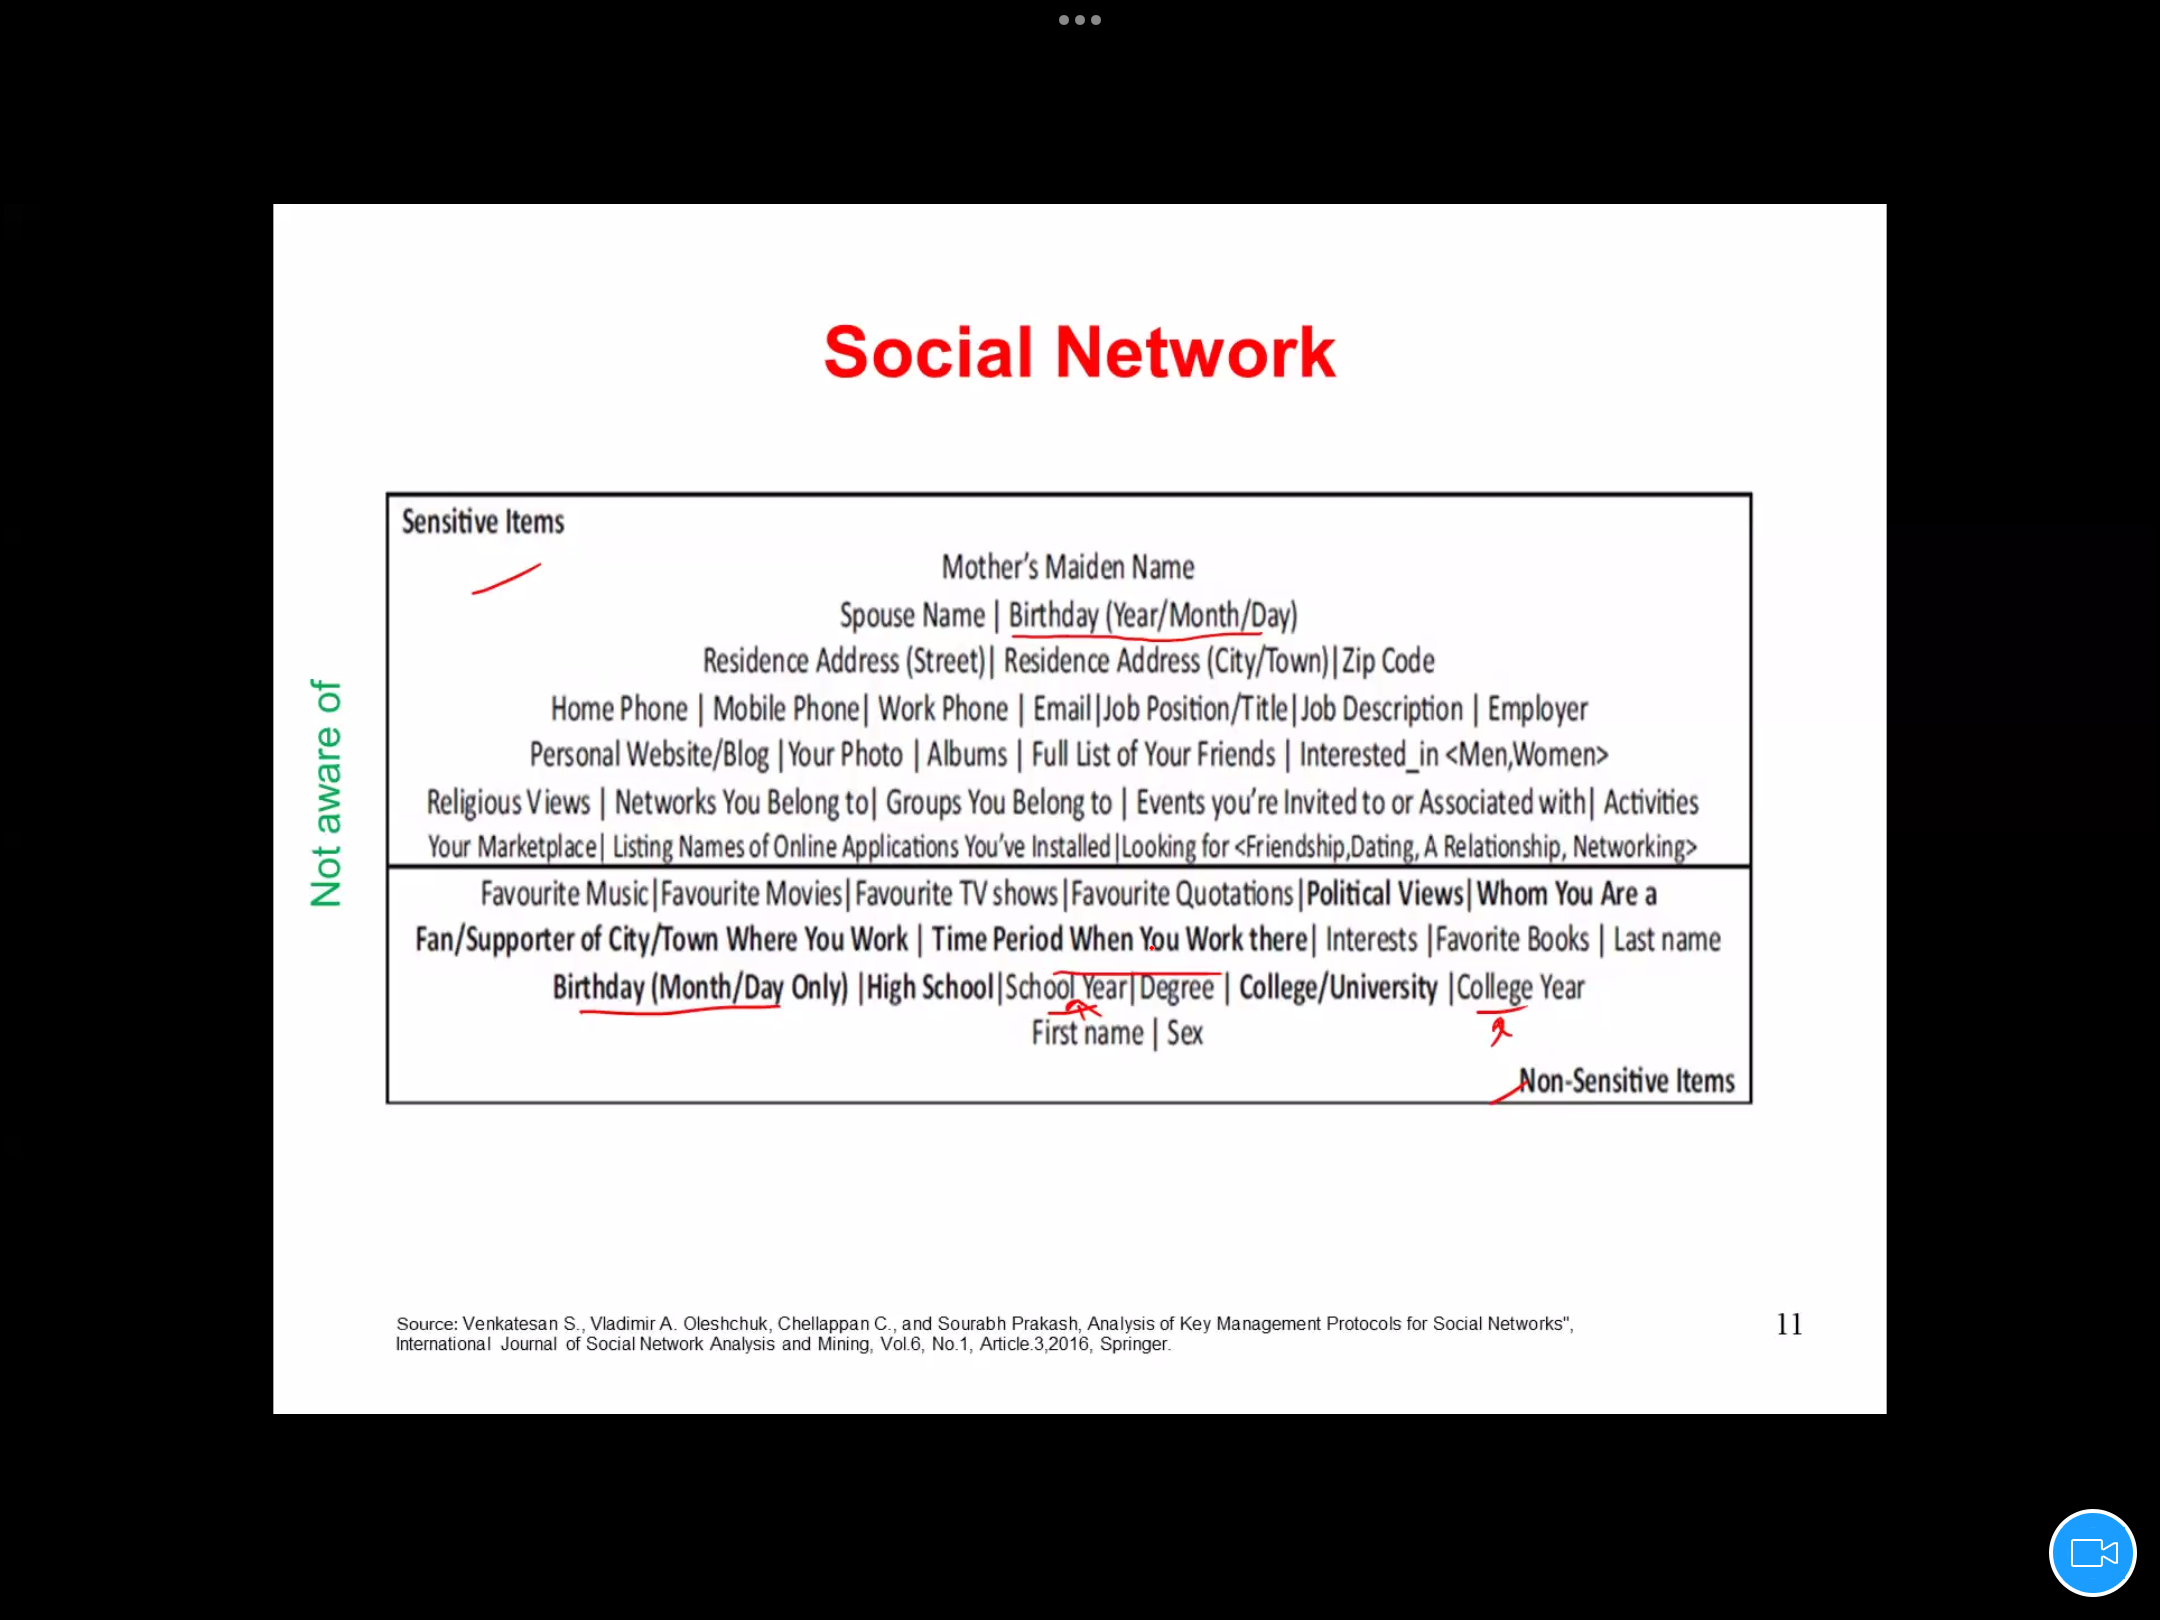 Social Network
Not aware of
Sensitive Items
Mother's Maiden Name
Spouse Name | Birthday (Year/Month/Day)
Residence Address (Street)| Residence Address (City/Town)|Zip Code
Home Phone | Mobile Phone| Work Phone | Email|Job Position/Title|Job Description | Employer
Personal Website/Blog |Your Photo | Albums | Full List of Your Friends | Interested_in <Men,Women>
Religious Views | Networks You Belong to| Groups You Belong to | Events you're Invited to or Associated with| Activities
Your Marketplace| Listing Names of Online Applications You've Installed|Looking for <Friendship,Dating, A Relationship, Networking>
Favourite Music|Favourite Movies|Favourite TV shows|Favourite Quotations|Political Views|Whom You Are a
Fan/Supporter of City/Town Where You Work | Time Period When You Work there| Interests |Favorite Books | Last name
Birthday (Month/Day Only) |High School|School Year|Degree | College/University |College Year
First name | Sex
Non-Sensitive Items
Source: Venkatesan S., Vladimir A. Oleshchuk, Chellappan C., and Sourabh Prakash, Analysis of Key Management Protocols for Social Networks",
International Journal of Social Network Analysis and Mining, Vol.6, No.1, Article.3,2016, Springer.
11